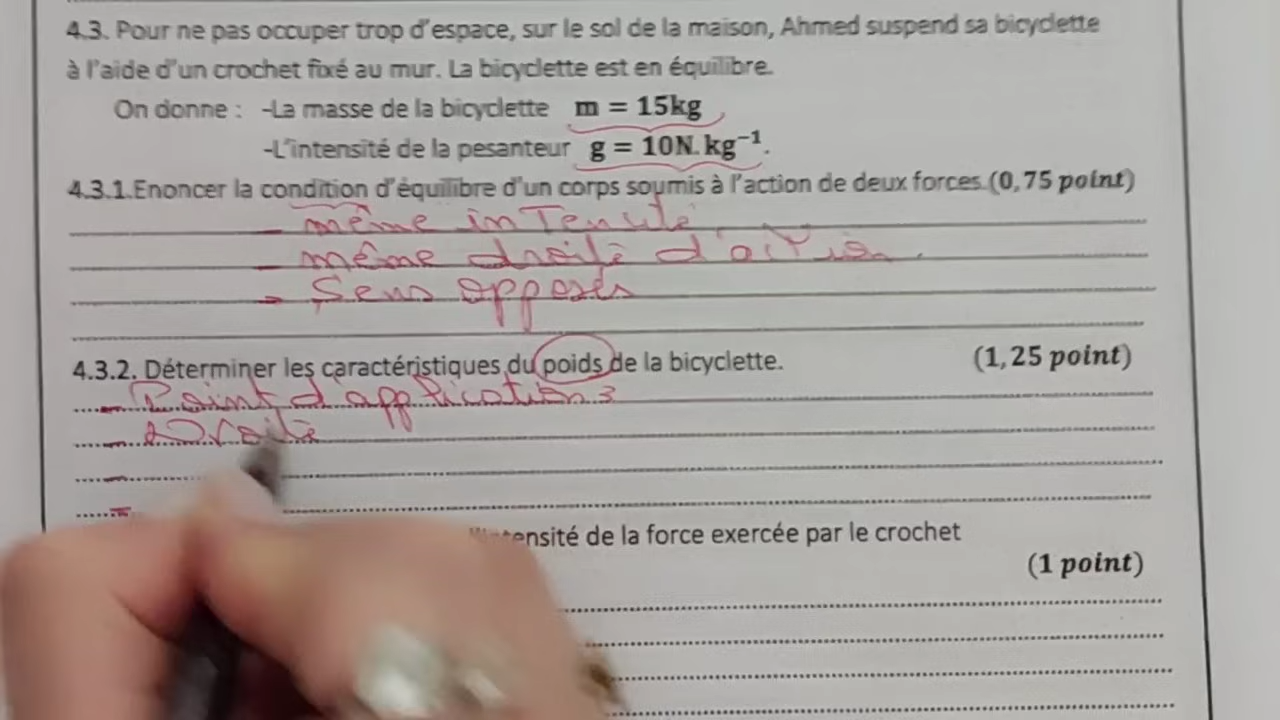 4.3. Pour ne pas occuper trop d'espace, sur le sol de la maison, Ahmed suspend sa bicyclette
à l'aide d'un crochet fixé au mur. La bicyclette est en équilibre.
On donne : -La masse de la bicyclette m = 15kg
-L'intensité de la pesanteur g = 10N. kg⁻¹.
4.3.1.Enoncer la condition d'équilibre d'un corps soumis à l'action de deux forces.(0, 75 point)
- même intensité
- même droite d'action.
- Sens opposés
4.3.2. Déterminer les caractéristiques du poids de la bicyclette. (1, 25 point)
- Point d'application :
- Droite
-
-
ensité de la force exercée par le crochet
(1 point)